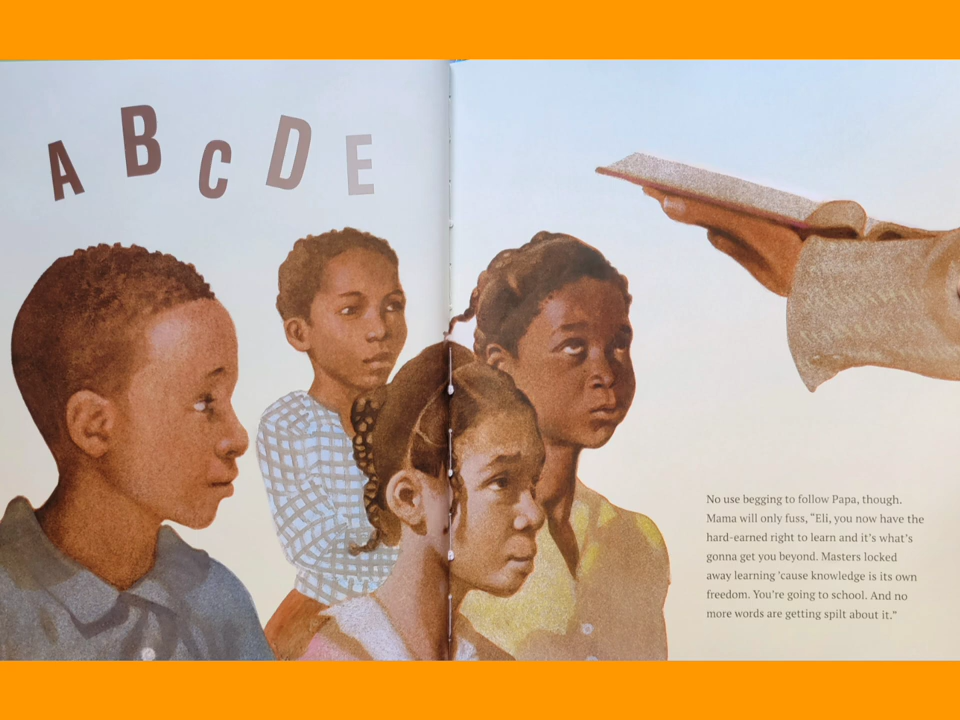 A B C D E
No use begging to follow Papa, though.
Mama will only fuss, “Eli, you now have the
hard-earned right to learn and it’s what’s
gonna get you beyond. Masters locked
away learning ’cause knowledge is its own
freedom. You’re going to school. And no
more words are getting spilt about it.”